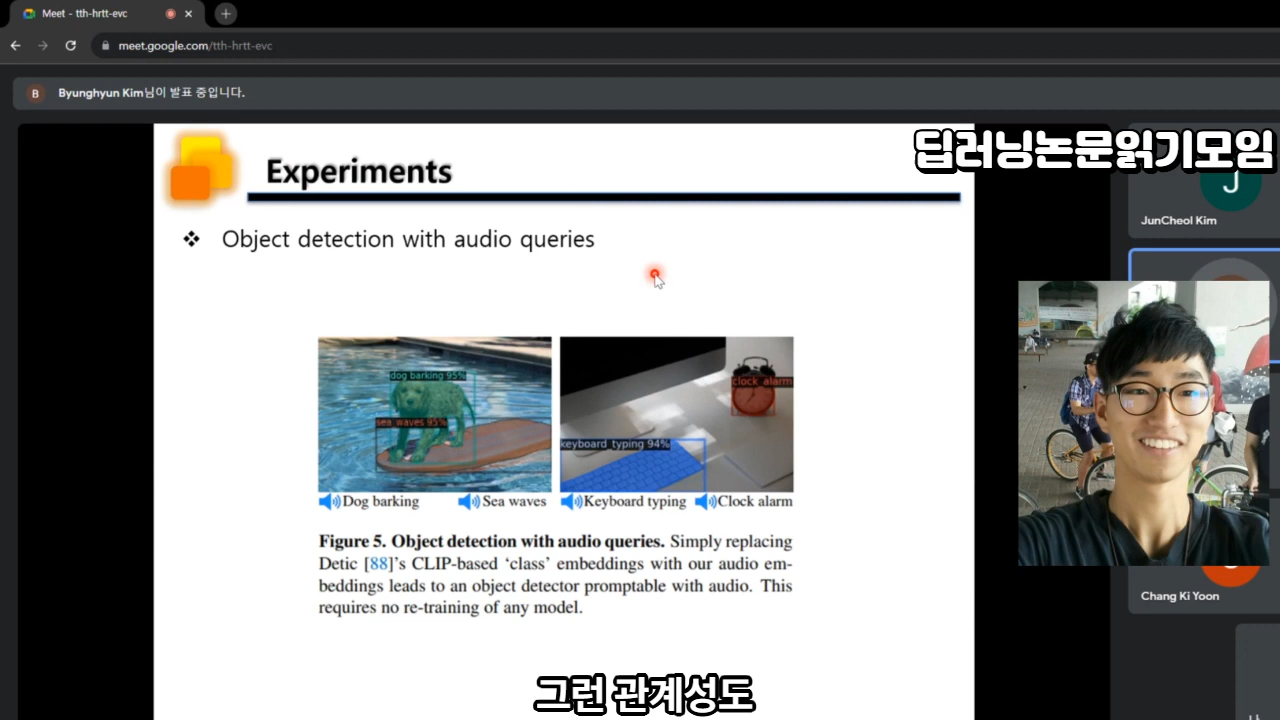 Meet - tth-hrtt-evc
meet.google.com/tth-hrtt-evc
B
Byunghyun Kim님이 발표 중입니다.
딥러닝논문읽기모임
Experiments
J
JunCheol Kim
❖ Object detection with audio queries
dog barking 95%
sea waves 95%
clock alarm
keyboard typing 94%
Dog barking
Sea waves
Keyboard typing
Clock alarm
Figure 5. Object detection with audio queries. Simply replacing
Detic [88]'s CLIP-based 'class' embeddings with our audio em-
beddings leads to an object detector promptable with audio. This
requires no re-training of any model.
Chang Ki Yoon
그런 관계성도